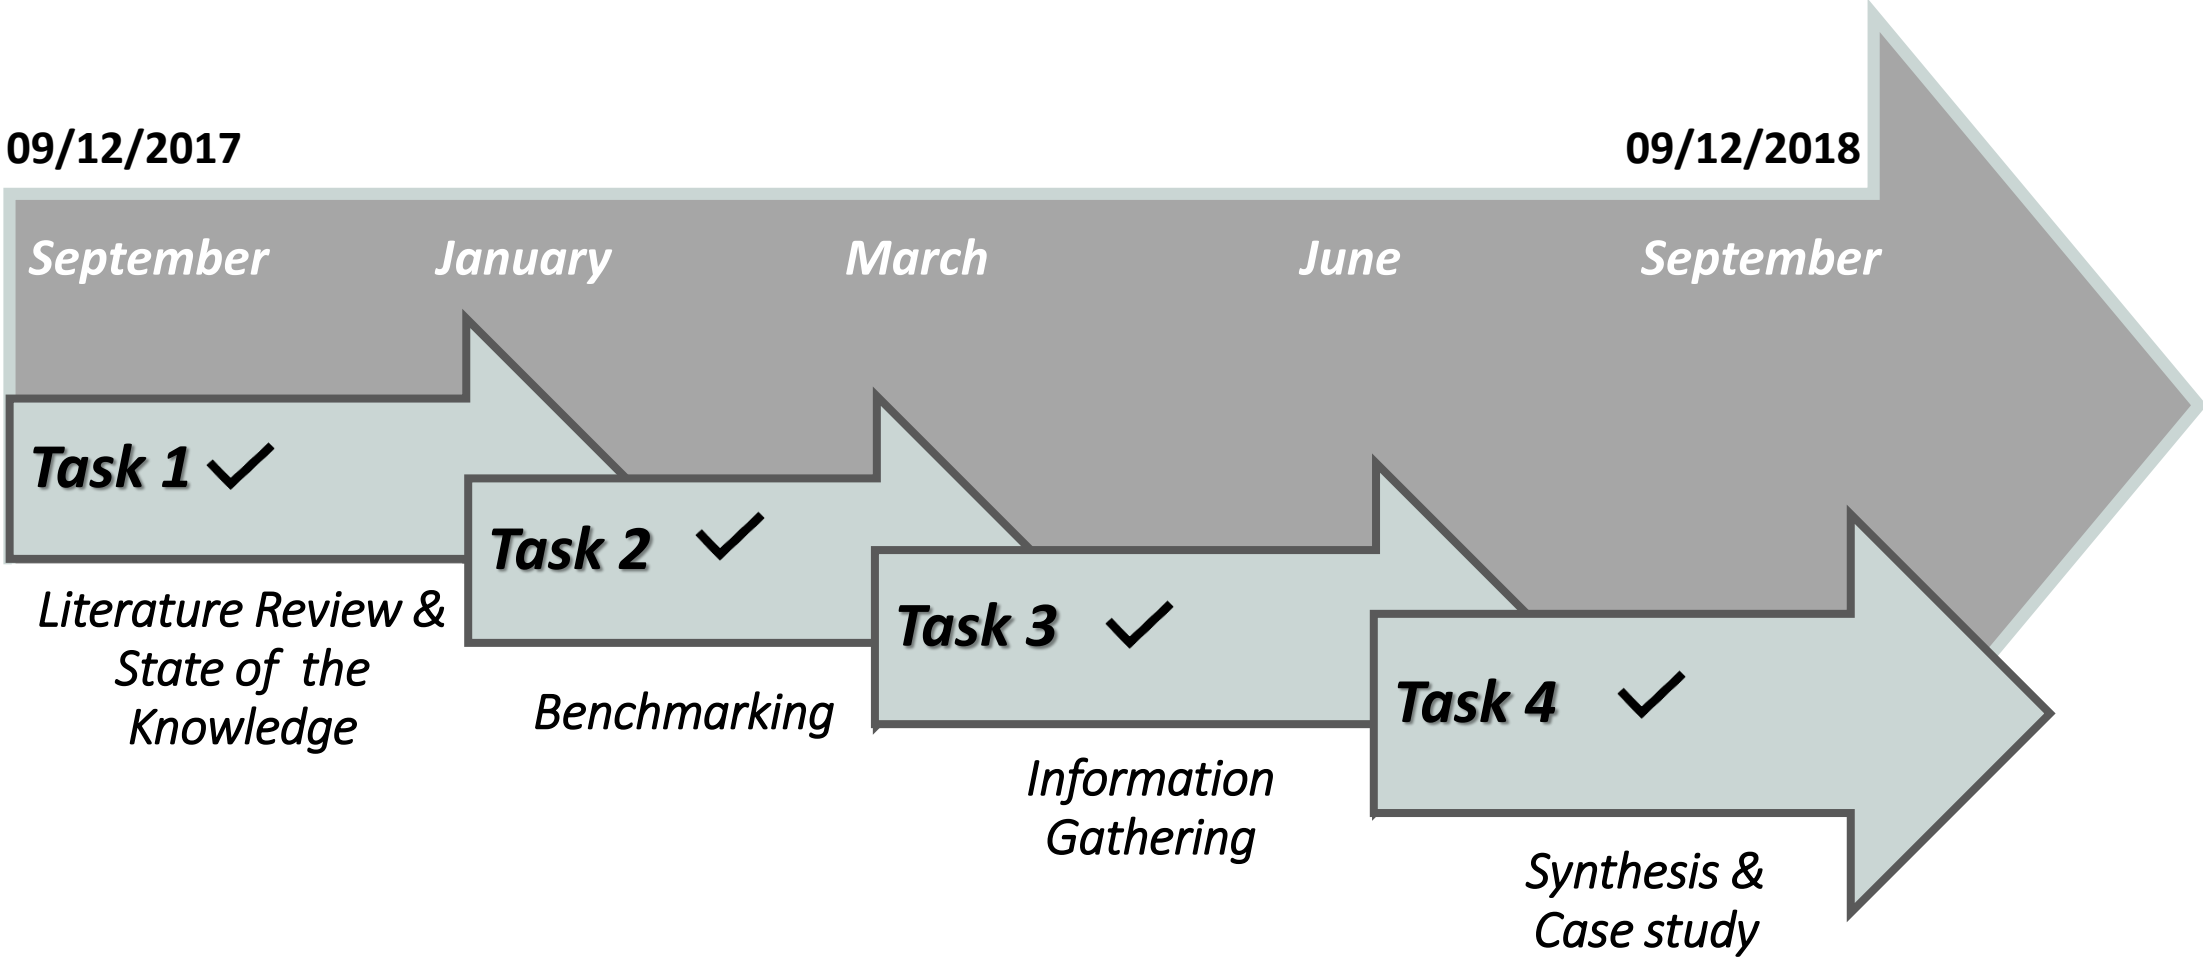 09/12/2017
09/12/2018
September
January
March
June
September
Task 1 ✓
Literature Review &
State of the
Knowledge
Task 2 ✓
Benchmarking
Task 3 ✓
Information
Gathering
Task 4 ✓
Synthesis &
Case study